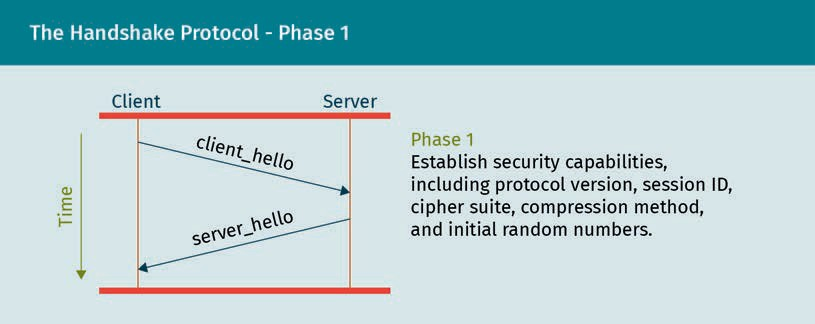 The Handshake Protocol - Phase 1
Client
Server
client_hello
server_hello
Time
Phase 1
Establish security capabilities,
including protocol version, session ID,
cipher suite, compression method,
and initial random numbers.